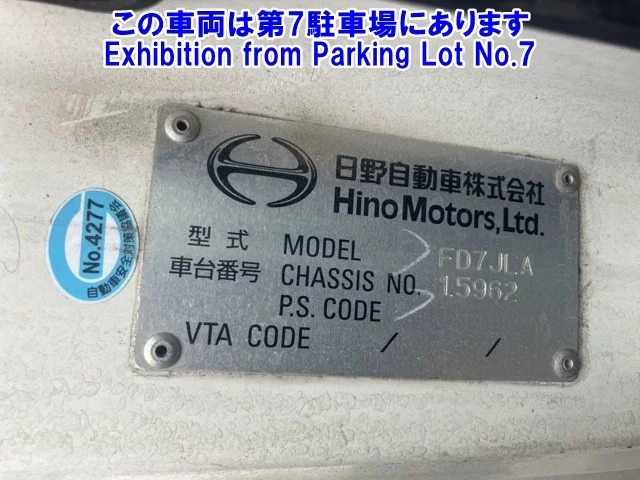 この車両は第7駐車場にあります
Exhibition from Parking Lot No.7
日野自動車株式会社
Hino Motors,Ltd.
型式 MODEL FD7JLA
車台番号 CHASSIS NO. 15962
P.S. CODE
VTA CODE / /
No.4277